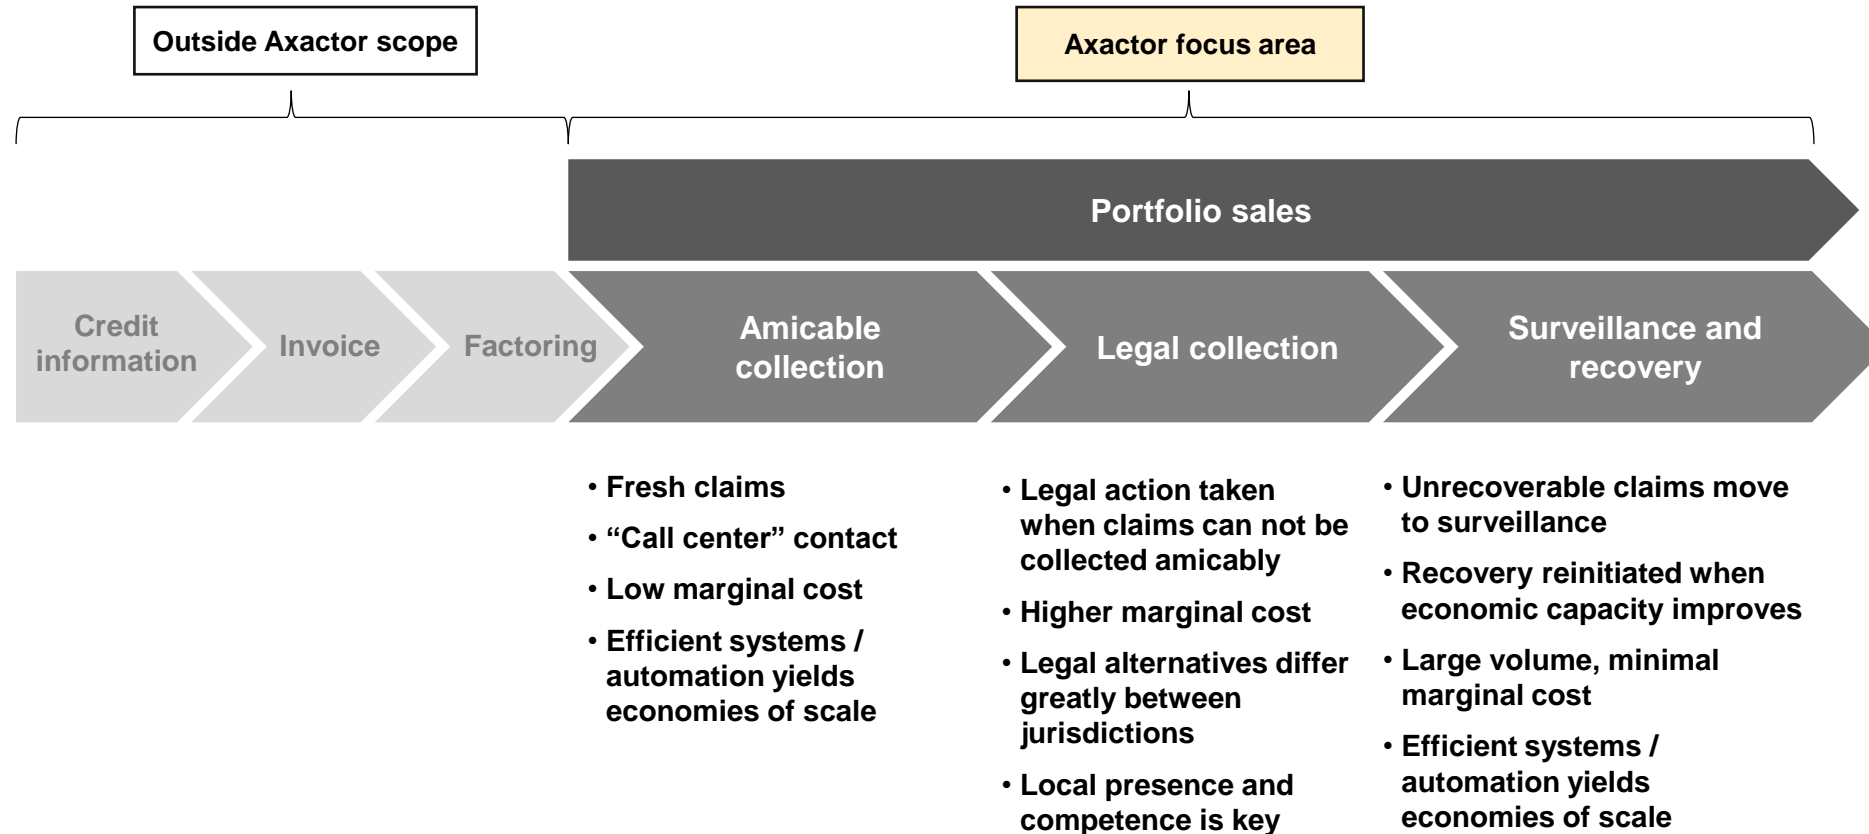 Outside Axactor scope
Axactor focus area
Portfolio sales
Credit
information
Invoice
Factoring
Amicable
collection
Legal collection
Surveillance and
recovery
• Fresh claims
• “Call center” contact
• Low marginal cost
• Efficient systems /
automation yields
economies of scale
• Legal action taken
when claims can not be
collected amicably
• Higher marginal cost
• Legal alternatives differ
greatly between
jurisdictions
• Local presence and
competence is key
• Unrecoverable claims move
to surveillance
• Recovery reinitiated when
economic capacity improves
• Large volume, minimal
marginal cost
• Efficient systems /
automation yields
economies of scale